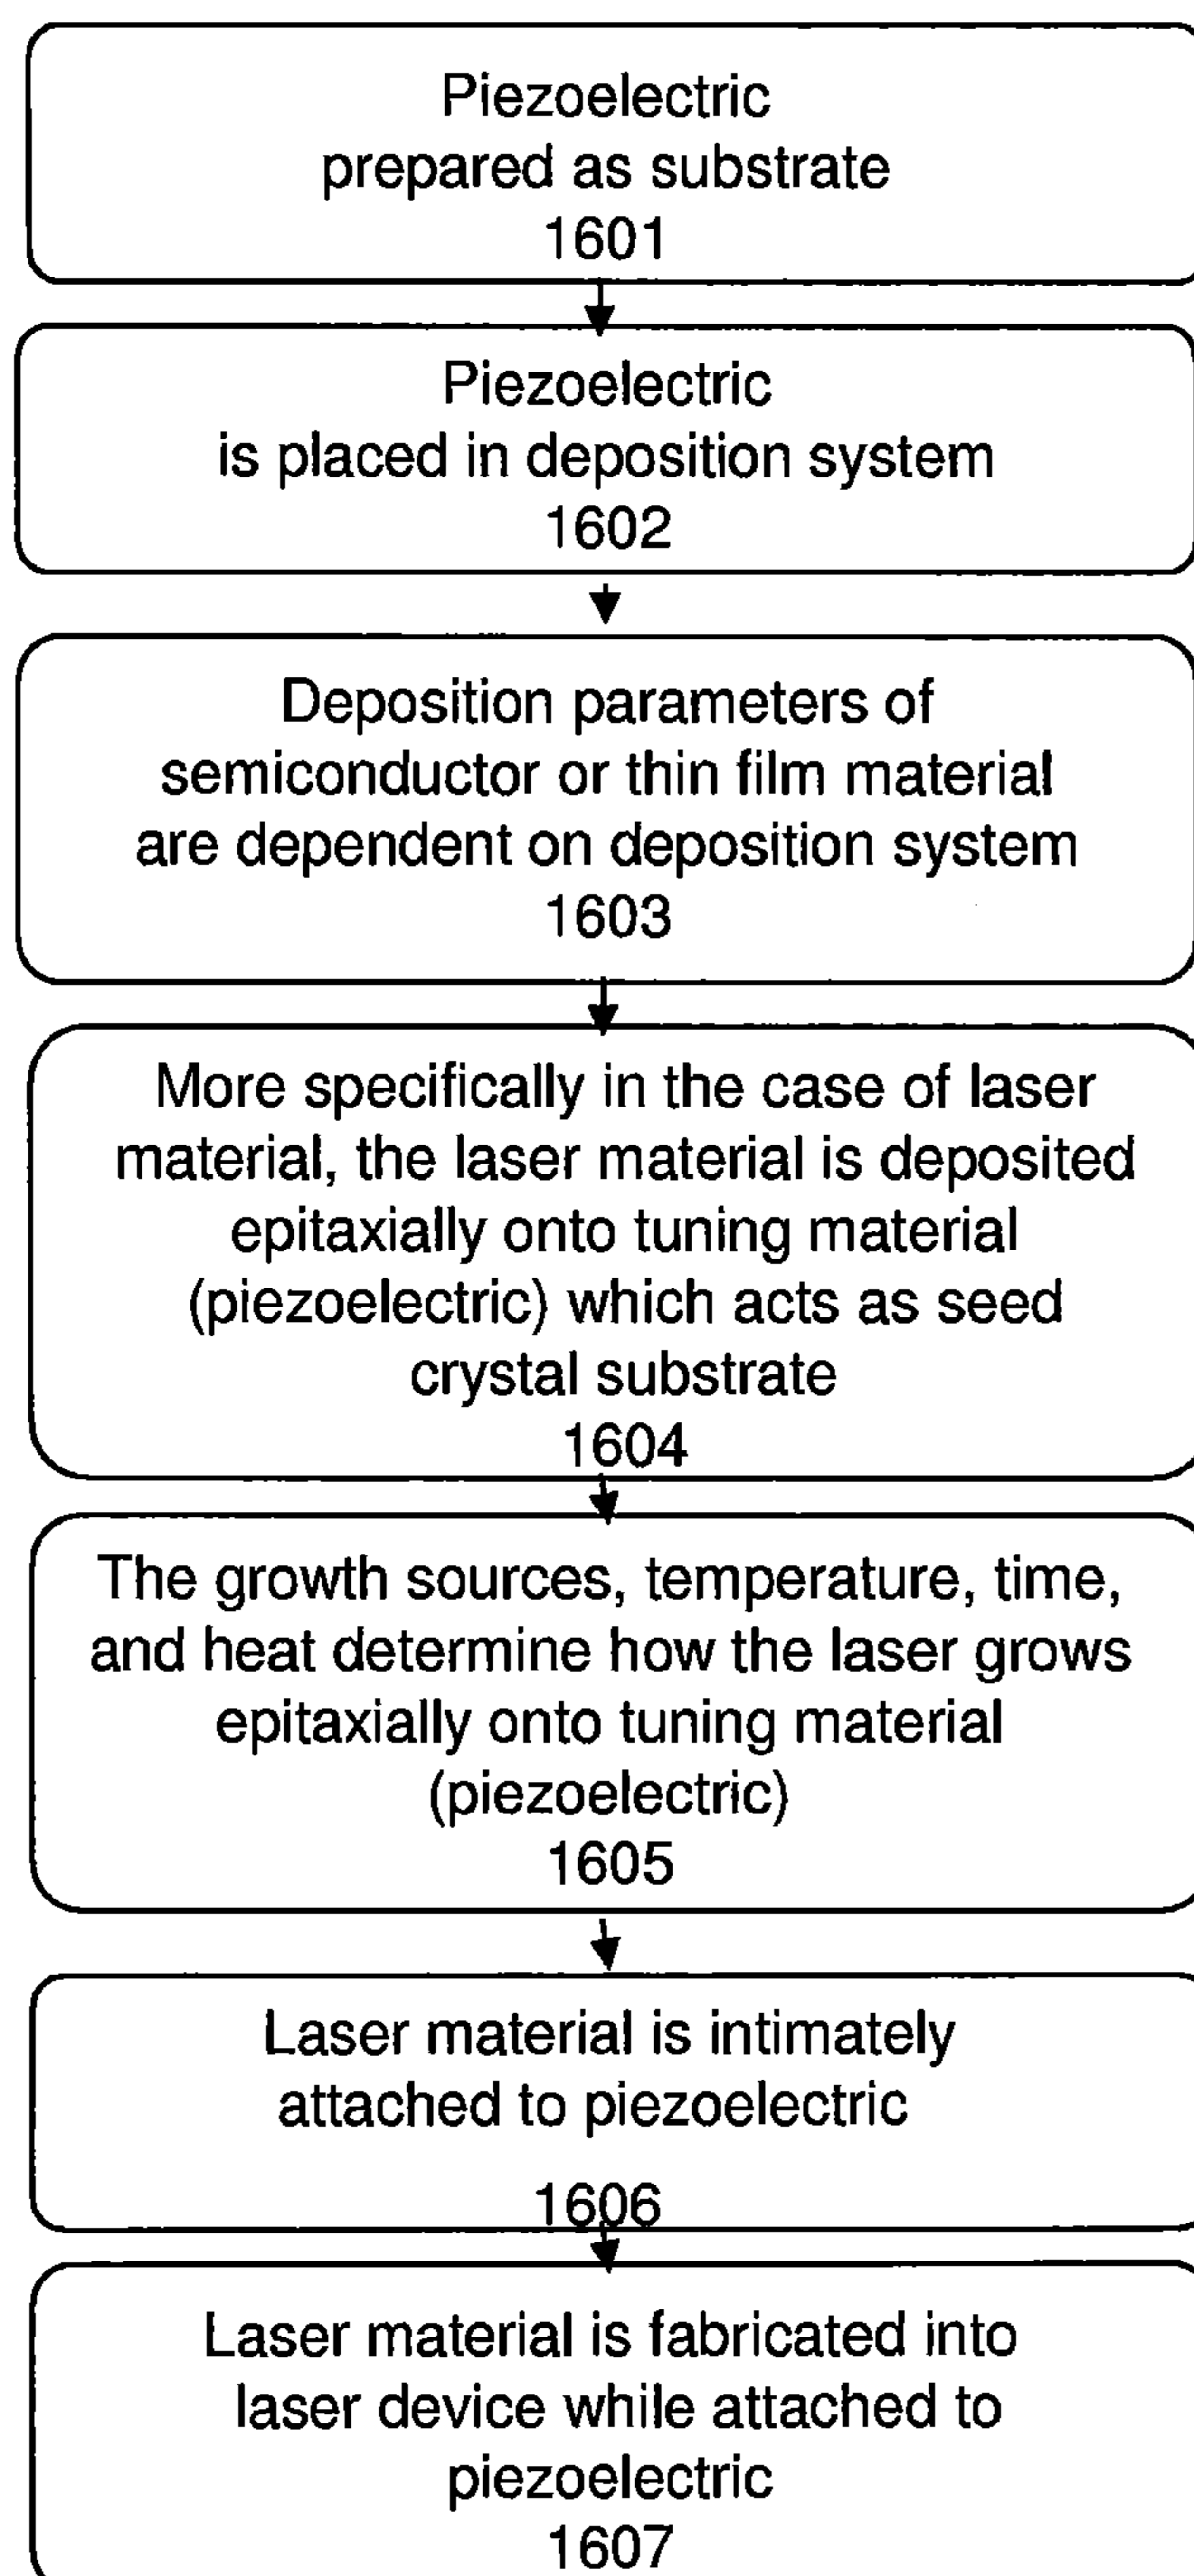 Piezoelectric
prepared as substrate
1601
Piezoelectric
is placed in deposition system
1602
Deposition parameters of
semiconductor or thin film material
are dependent on deposition system
1603
More specifically in the case of laser
material, the laser material is deposited
epitaxially onto tuning material
(piezoelectric) which acts as seed
crystal substrate
1604
The growth sources, temperature, time,
and heat determine how the laser grows
epitaxially onto tuning material
(piezoelectric)
1605
Laser material is intimately
attached to piezoelectric
1606
Laser material is fabricated into
laser device while attached to
piezoelectric
1607